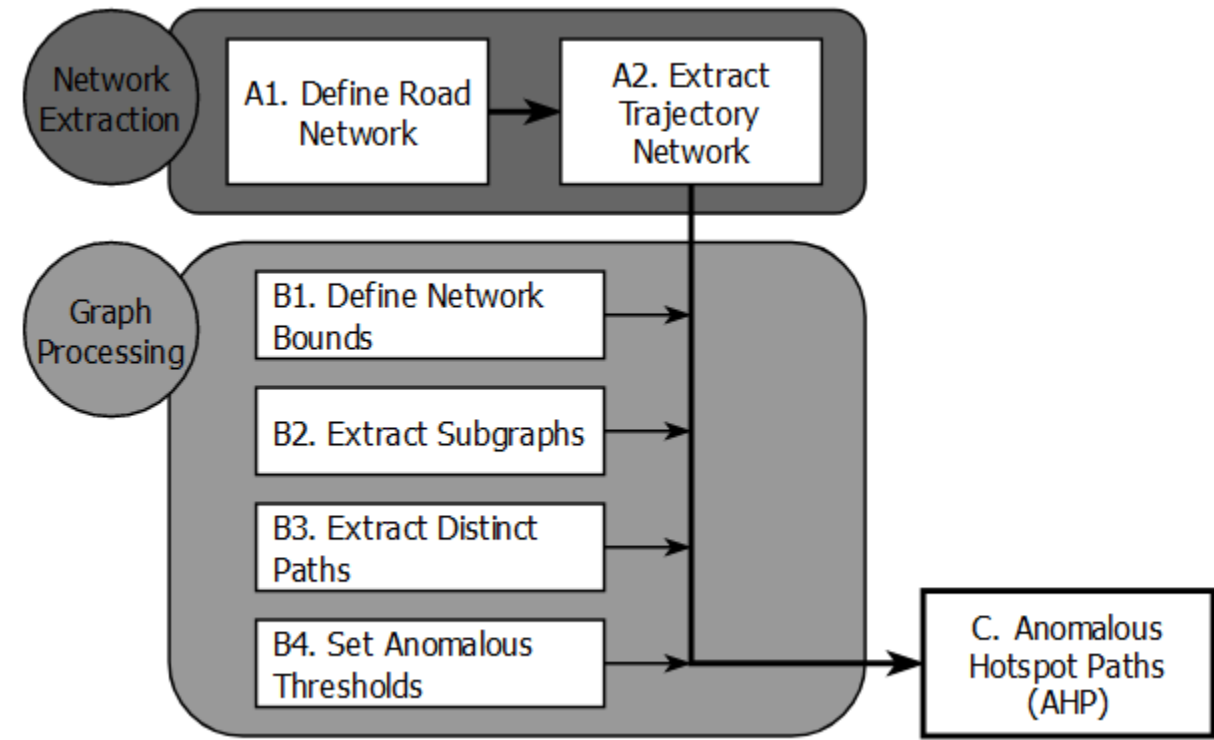 Network
Extraction
A1. Define Road
Network
A2. Extract
Trajectory
Network
Graph
Processing
B1. Define Network
Bounds
B2. Extract Subgraphs
B3. Extract Distinct
Paths
B4. Set Anomalous
Thresholds
C. Anomalous
Hotspot Paths
(AHP)